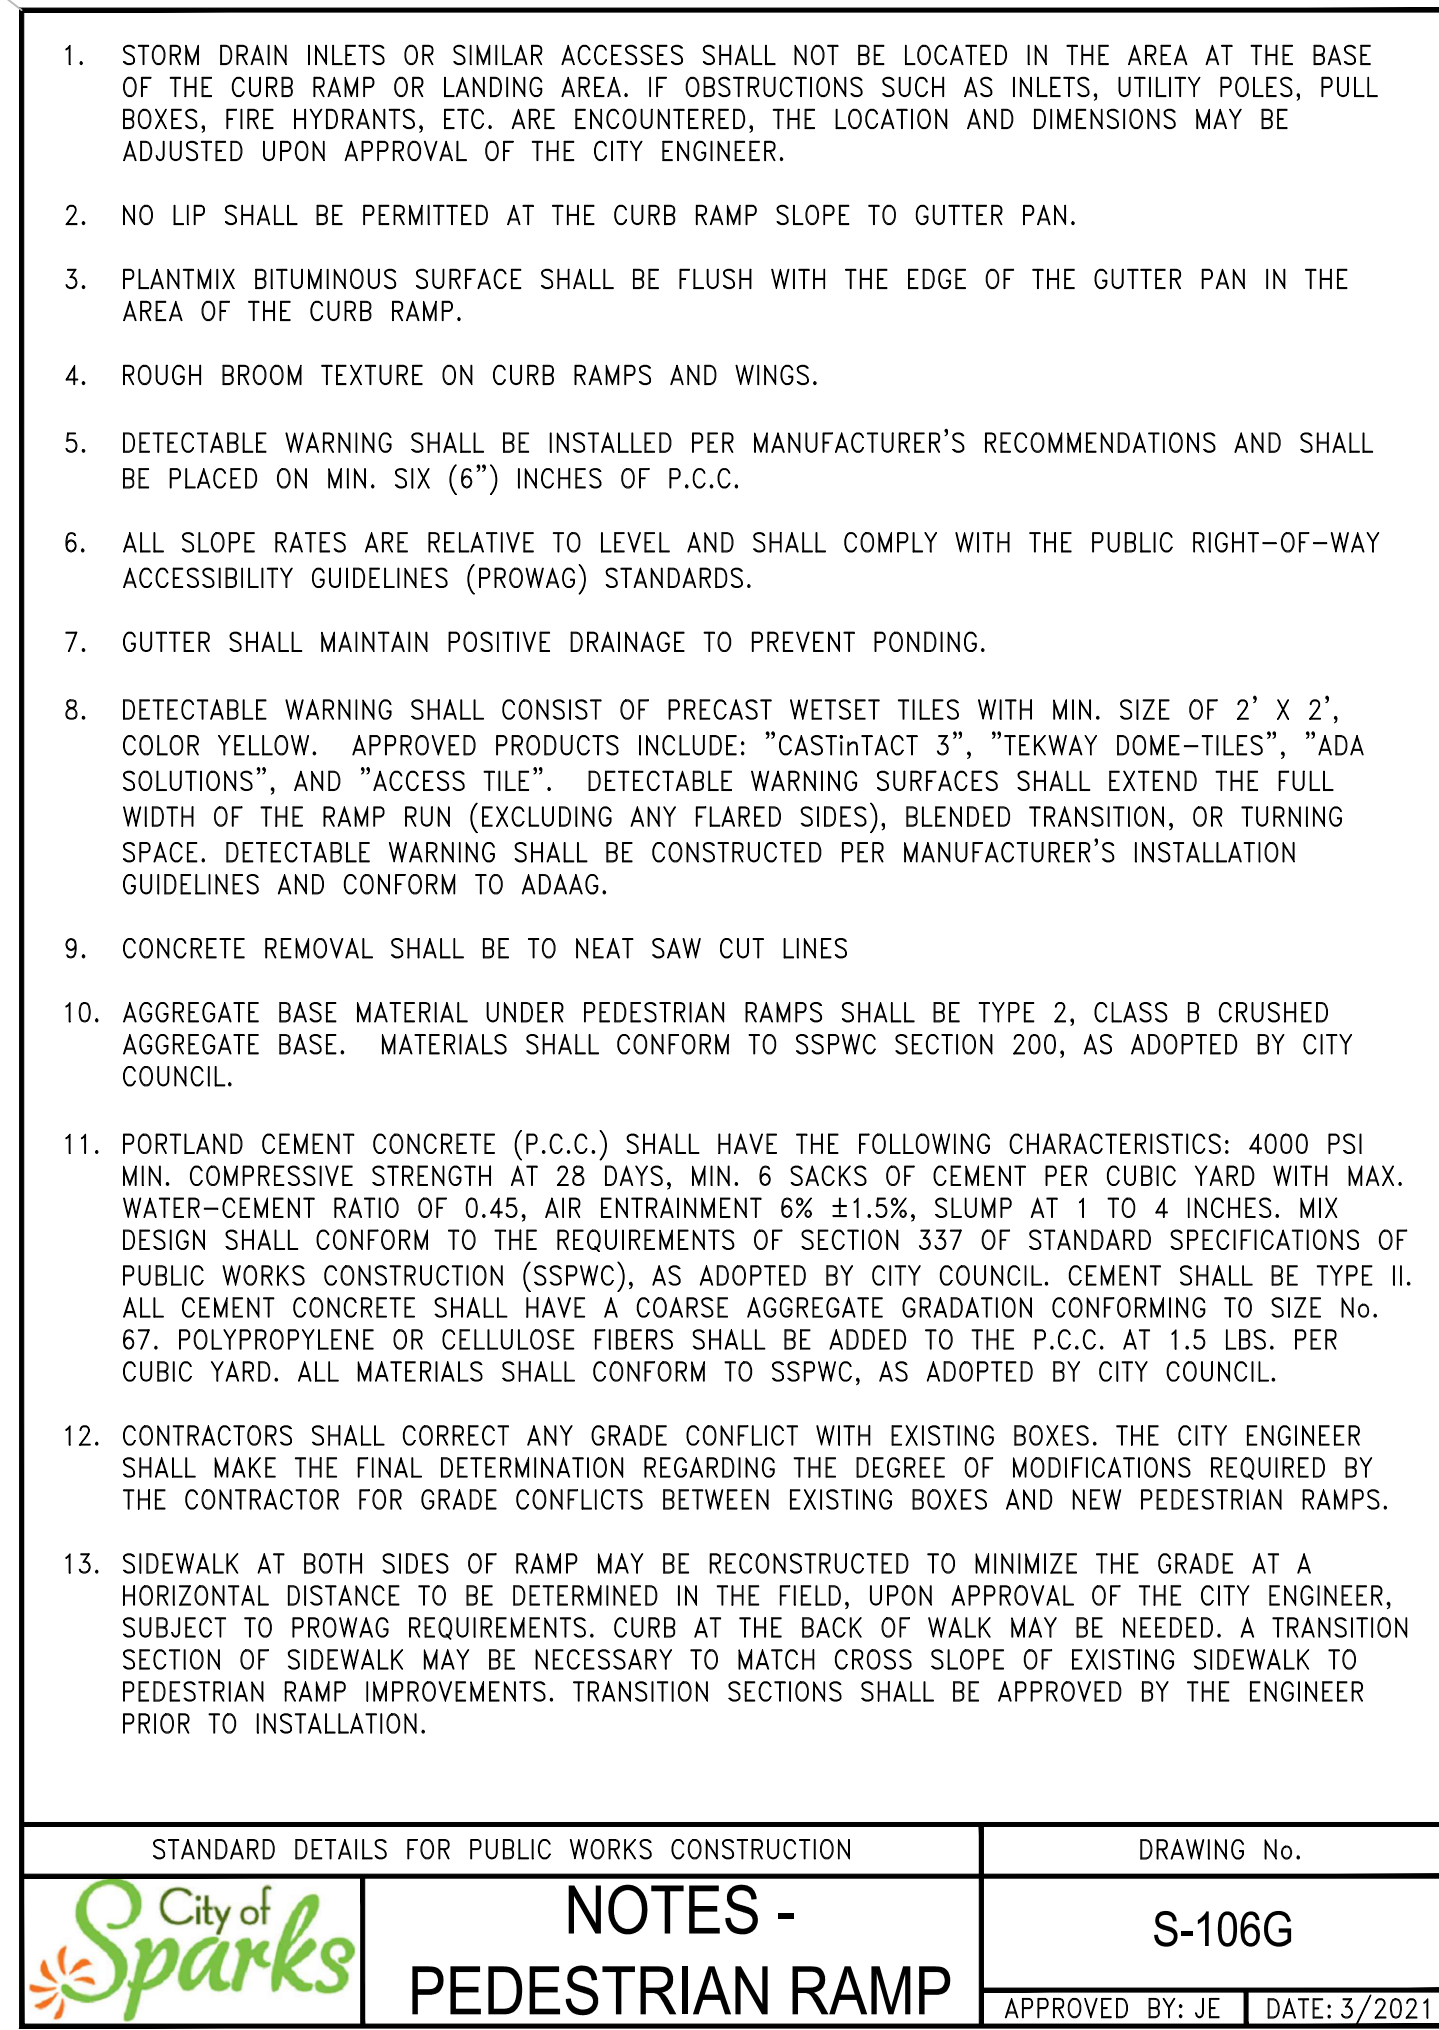 1. STORM DRAIN INLETS OR SIMILAR ACCESSES SHALL NOT BE LOCATED IN THE AREA AT THE BASE
OF THE CURB RAMP OR LANDING AREA. IF OBSTRUCTIONS SUCH AS INLETS, UTILITY POLES, PULL
BOXES, FIRE HYDRANTS, ETC. ARE ENCOUNTERED, THE LOCATION AND DIMENSIONS MAY BE
ADJUSTED UPON APPROVAL OF THE CITY ENGINEER.
2. NO LIP SHALL BE PERMITTED AT THE CURB RAMP SLOPE TO GUTTER PAN.
3. PLANTMIX BITUMINOUS SURFACE SHALL BE FLUSH WITH THE EDGE OF THE GUTTER PAN IN THE
AREA OF THE CURB RAMP.
4. ROUGH BROOM TEXTURE ON CURB RAMPS AND WINGS.
5. DETECTABLE WARNING SHALL BE INSTALLED PER MANUFACTURER'S RECOMMENDATIONS AND SHALL
BE PLACED ON MIN. SIX (6") INCHES OF P.C.C.
6. ALL SLOPE RATES ARE RELATIVE TO LEVEL AND SHALL COMPLY WITH THE PUBLIC RIGHT-OF-WAY
ACCESSIBILITY GUIDELINES (PROWAG) STANDARDS.
7. GUTTER SHALL MAINTAIN POSITIVE DRAINAGE TO PREVENT PONDING.
8. DETECTABLE WARNING SHALL CONSIST OF PRECAST WETSET TILES WITH MIN. SIZE OF 2' X 2',
COLOR YELLOW. APPROVED PRODUCTS INCLUDE: "CASTinTACT 3", "TEKWAY DOME-TILES", "ADA
SOLUTIONS", AND "ACCESS TILE". DETECTABLE WARNING SURFACES SHALL EXTEND THE FULL
WIDTH OF THE RAMP RUN (EXCLUDING ANY FLARED SIDES), BLENDED TRANSITION, OR TURNING
SPACE. DETECTABLE WARNING SHALL BE CONSTRUCTED PER MANUFACTURER'S INSTALLATION
GUIDELINES AND CONFORM TO ADAAG.
9. CONCRETE REMOVAL SHALL BE TO NEAT SAW CUT LINES
10. AGGREGATE BASE MATERIAL UNDER PEDESTRIAN RAMPS SHALL BE TYPE 2, CLASS B CRUSHED
AGGREGATE BASE. MATERIALS SHALL CONFORM TO SSPWC SECTION 200, AS ADOPTED BY CITY
COUNCIL.
11. PORTLAND CEMENT CONCRETE (P.C.C.) SHALL HAVE THE FOLLOWING CHARACTERISTICS: 4000 PSI
MIN. COMPRESSIVE STRENGTH AT 28 DAYS, MIN. 6 SACKS OF CEMENT PER CUBIC YARD WITH MAX.
WATER-CEMENT RATIO OF 0.45, AIR ENTRAINMENT 6% ±1.5%, SLUMP AT 1 TO 4 INCHES. MIX
DESIGN SHALL CONFORM TO THE REQUIREMENTS OF SECTION 337 OF STANDARD SPECIFICATIONS OF
PUBLIC WORKS CONSTRUCTION (SSPWC), AS ADOPTED BY CITY COUNCIL. CEMENT SHALL BE TYPE II.
ALL CEMENT CONCRETE SHALL HAVE A COARSE AGGREGATE GRADATION CONFORMING TO SIZE No.
67. POLYPROPYLENE OR CELLULOSE FIBERS SHALL BE ADDED TO THE P.C.C. AT 1.5 LBS. PER
CUBIC YARD. ALL MATERIALS SHALL CONFORM TO SSPWC, AS ADOPTED BY CITY COUNCIL.
12. CONTRACTORS SHALL CORRECT ANY GRADE CONFLICT WITH EXISTING BOXES. THE CITY ENGINEER
SHALL MAKE THE FINAL DETERMINATION REGARDING THE DEGREE OF MODIFICATIONS REQUIRED BY
THE CONTRACTOR FOR GRADE CONFLICTS BETWEEN EXISTING BOXES AND NEW PEDESTRIAN RAMPS.
13. SIDEWALK AT BOTH SIDES OF RAMP MAY BE RECONSTRUCTED TO MINIMIZE THE GRADE AT A
HORIZONTAL DISTANCE TO BE DETERMINED IN THE FIELD, UPON APPROVAL OF THE CITY ENGINEER,
SUBJECT TO PROWAG REQUIREMENTS. CURB AT THE BACK OF WALK MAY BE NEEDED. A TRANSITION
SECTION OF SIDEWALK MAY BE NECESSARY TO MATCH CROSS SLOPE OF EXISTING SIDEWALK TO
PEDESTRIAN RAMP IMPROVEMENTS. TRANSITION SECTIONS SHALL BE APPROVED BY THE ENGINEER
PRIOR TO INSTALLATION.
STANDARD DETAILS FOR PUBLIC WORKS CONSTRUCTION
DRAWING No.
City of
Sparks
NOTES -
PEDESTRIAN RAMP
S-106G
APPROVED BY: JE
DATE: 3/2021